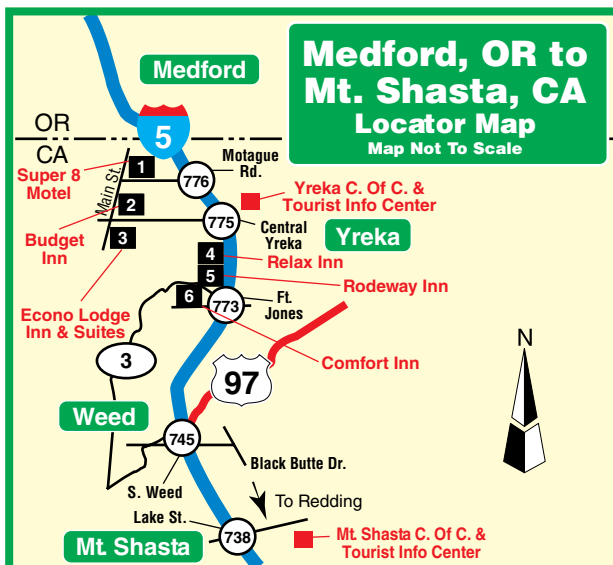 Medford, OR to
Mt. Shasta, CA
Locator Map
Map Not To Scale
Medford
5
OR
CA
Super 8
Motel
1
Main St.
Motague
Rd.
776
Yreka C. Of C. &
Tourist Info Center
2
Budget
Inn
775
Central
Yreka
Yreka
3
Econo Lodge
Inn & Suites
4
Relax Inn
5
Rodeway Inn
6
773
Ft.
Jones
Comfort Inn
3
97
N
Weed
745
S. Weed
Black Butte Dr.
To Redding
Lake St.
738
Mt. Shasta
Mt. Shasta C. Of C. &
Tourist Info Center